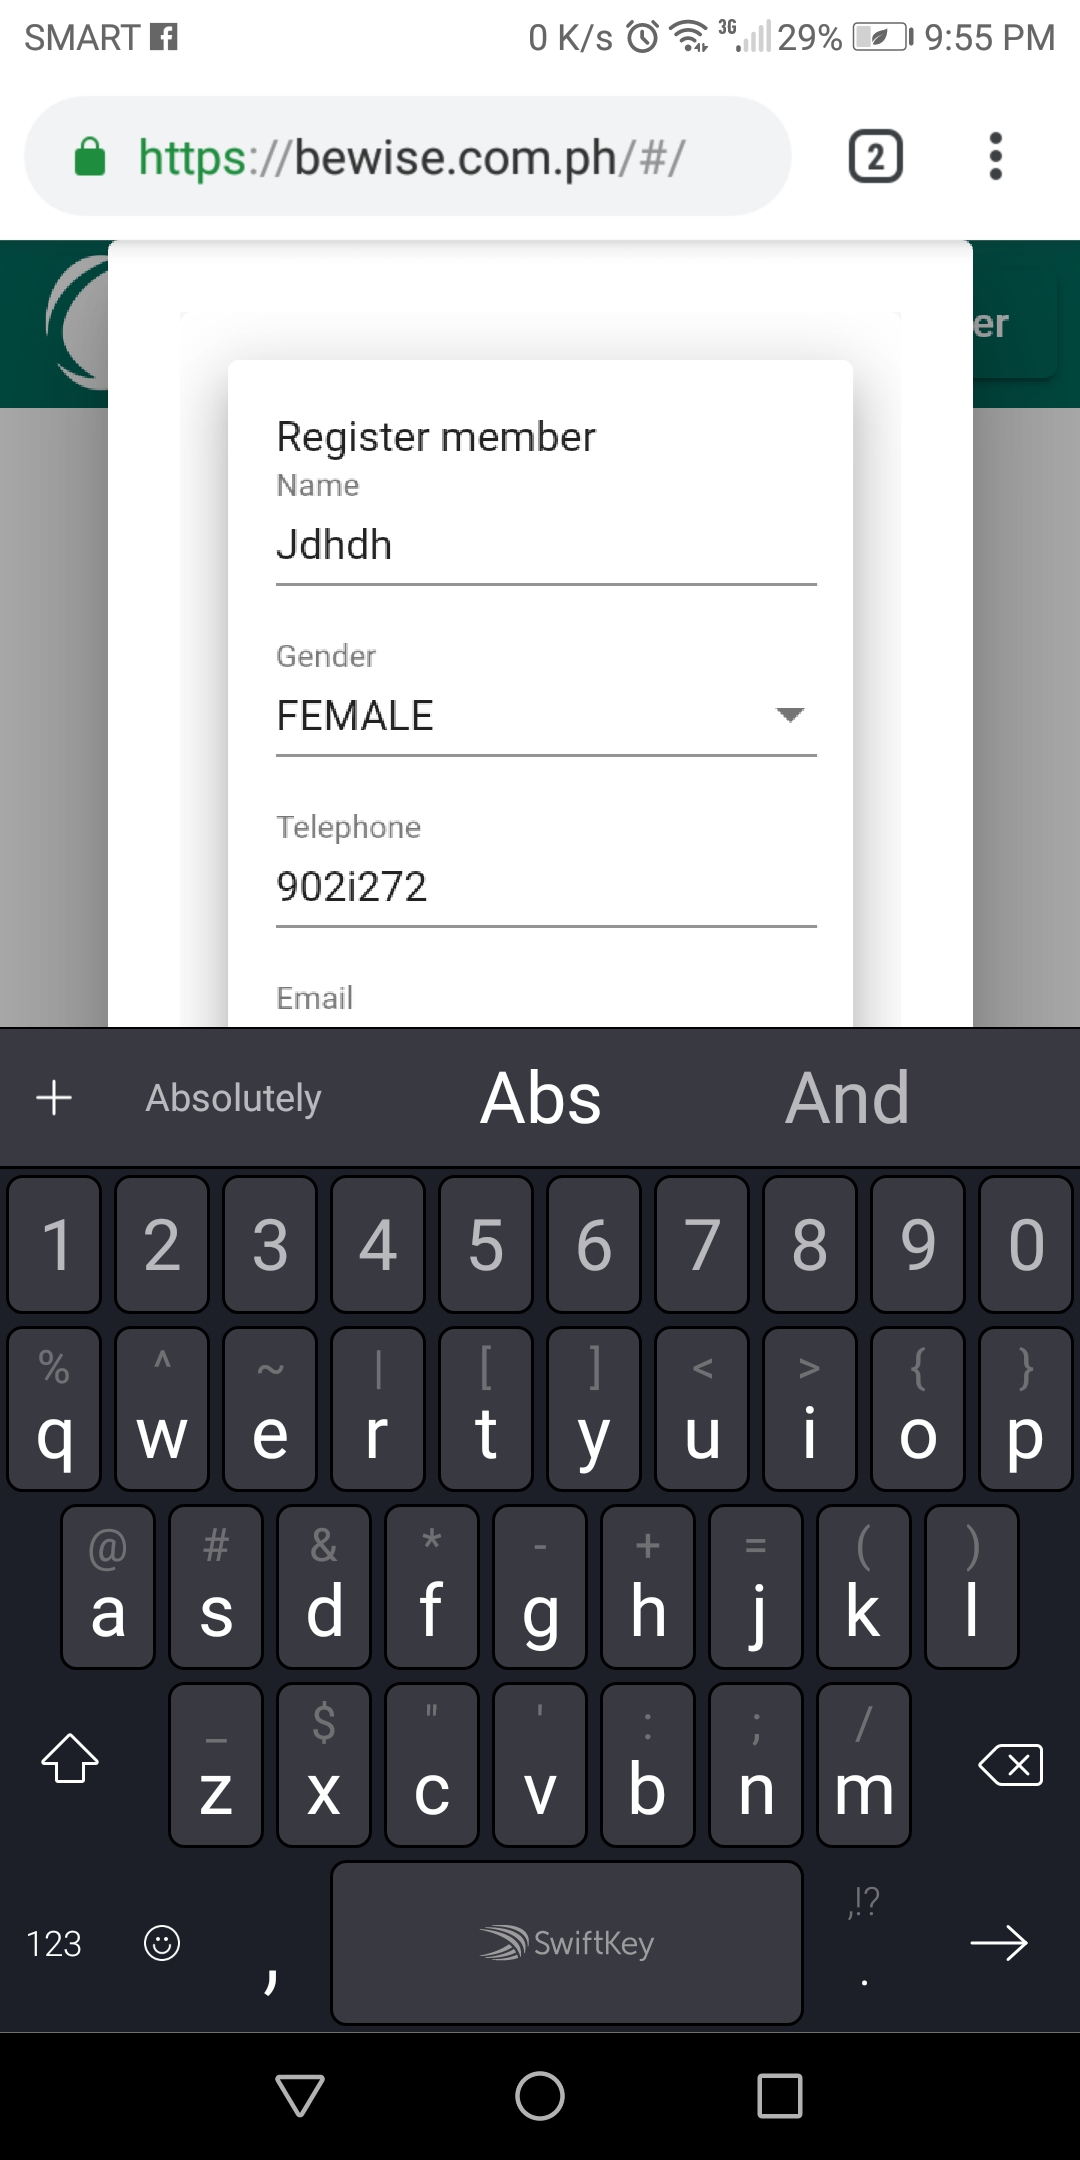 SMART 0 K/s 3G 29% 9:55 PM
https://bewise.com.ph/#/ 2
er
Register member
Name
Jdhdh
Gender
FEMALE
Telephone
902i272
Email
+ Absolutely Abs And
1 2 3 4 5 6 7 8 9 0
% ^ ~ | [ ] < > { }
q w e r t y u i o p
@ # & * - + = ( )
a s d f g h j k l
_ $ " ' : ; /
z x c v b n m
,!?
123 , SwiftKey .